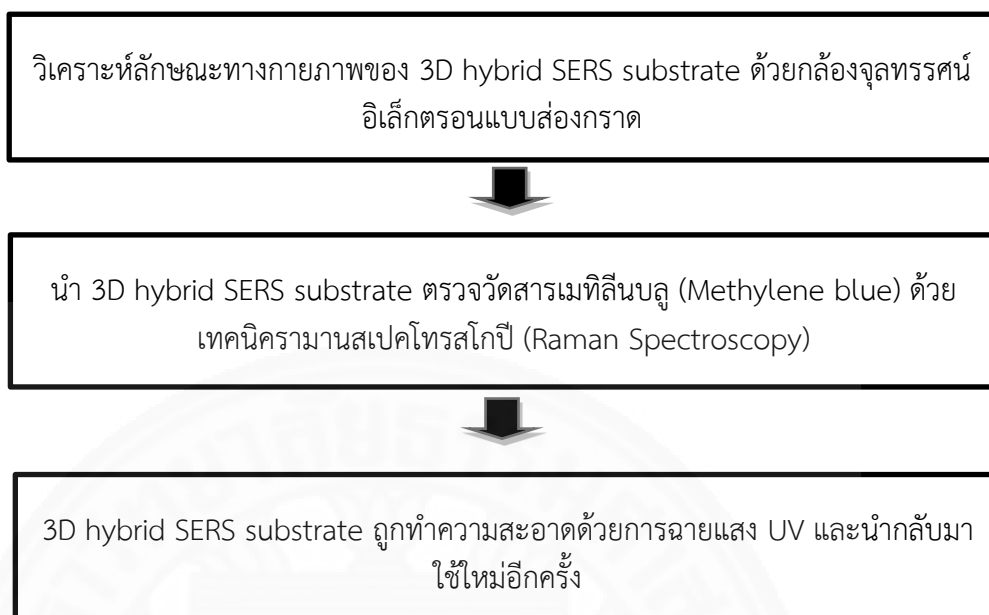 วิเคราะห์ลักษณะทางกายภาพของ 3D hybrid SERS substrate ด้วยกล้องจุลทรรศน์
อิเล็กตรอนแบบส่องกราด
นำ 3D hybrid SERS substrate ตรวจวัดสารเมทิลีนบลู (Methylene blue) ด้วย
เทคนิครามานสเปคโทรสโกปี (Raman Spectroscopy)
3D hybrid SERS substrate ถูกทำความสะอาดด้วยการฉายแสง UV และนำกลับมา
ใช้ใหม่อีกครั้ง